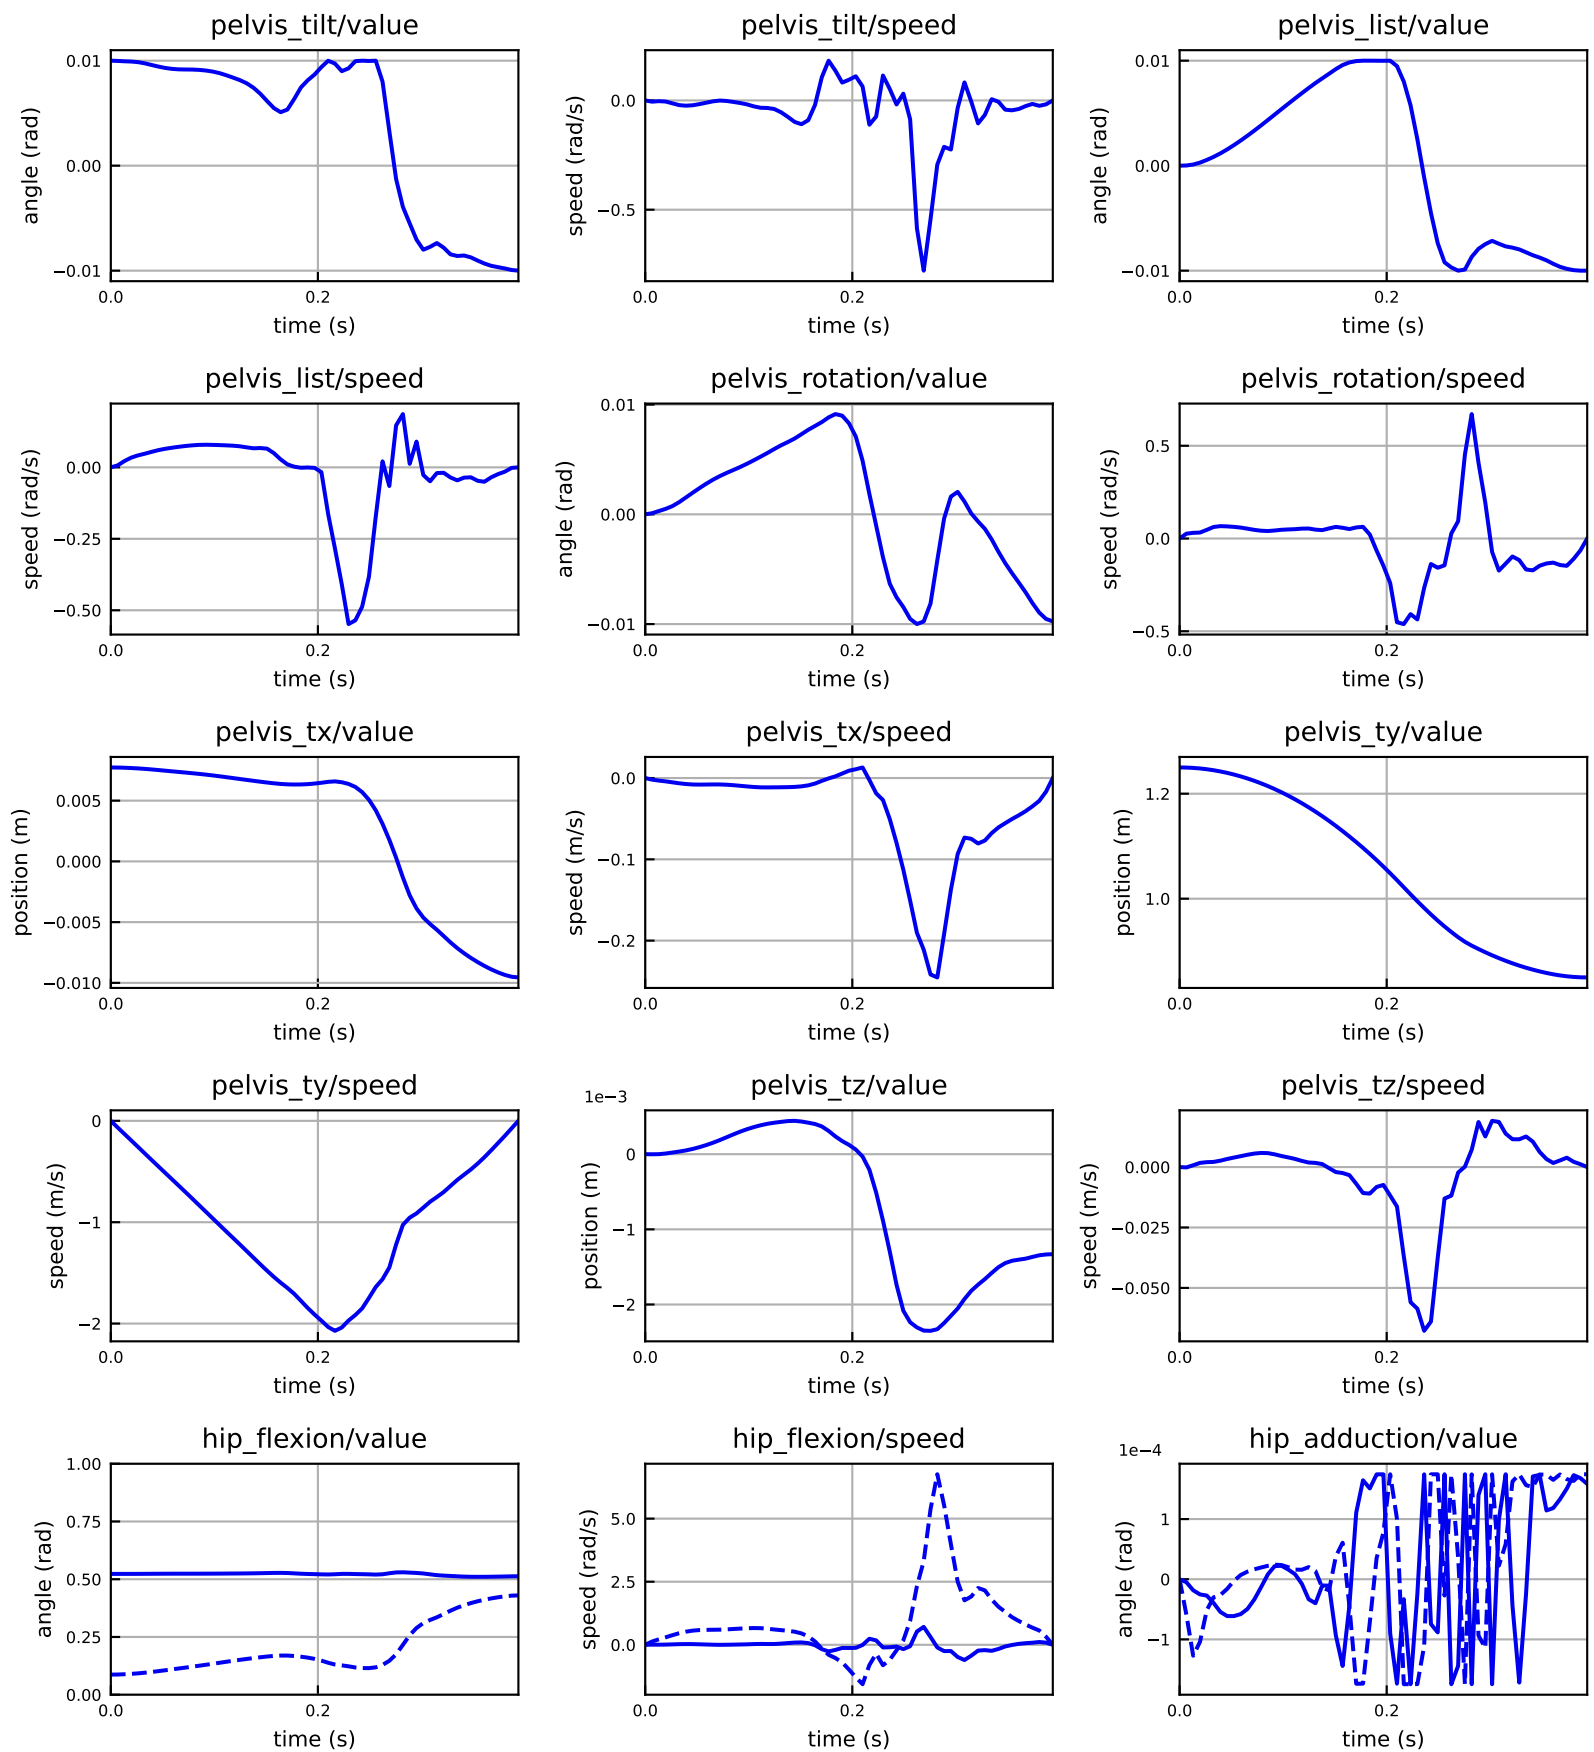 pelvis_tilt/value
pelvis_tilt/speed
pelvis_list/value
angle (rad)
0.01
0.00
−0.01
0.0
0.2
time (s)
speed (rad/s)
0.0
−0.5
0.0
0.2
time (s)
angle (rad)
0.01
0.00
−0.01
0.0
0.2
time (s)
pelvis_list/speed
pelvis_rotation/value
pelvis_rotation/speed
speed (rad/s)
0.00
−0.25
−0.50
0.0
0.2
time (s)
angle (rad)
0.01
0.00
−0.01
0.0
0.2
time (s)
speed (rad/s)
0.5
0.0
−0.5
0.0
0.2
time (s)
pelvis_tx/value
pelvis_tx/speed
pelvis_ty/value
position (m)
0.005
0.000
−0.005
−0.010
0.0
0.2
time (s)
speed (m/s)
0.0
−0.1
−0.2
0.0
0.2
time (s)
position (m)
1.2
1.0
0.0
0.2
time (s)
pelvis_ty/speed
pelvis_tz/value
pelvis_tz/speed
speed (m/s)
0
−1
−2
0.0
0.2
time (s)
1e−3
position (m)
0
−1
−2
0.0
0.2
time (s)
speed (m/s)
0.000
−0.025
−0.050
0.0
0.2
time (s)
hip_flexion/value
hip_flexion/speed
hip_adduction/value
angle (rad)
1.00
0.75
0.50
0.25
0.00
0.0
0.2
time (s)
speed (rad/s)
5.0
2.5
0.0
0.0
0.2
time (s)
1e−4
angle (rad)
1
0
−1
0.0
0.2
time (s)